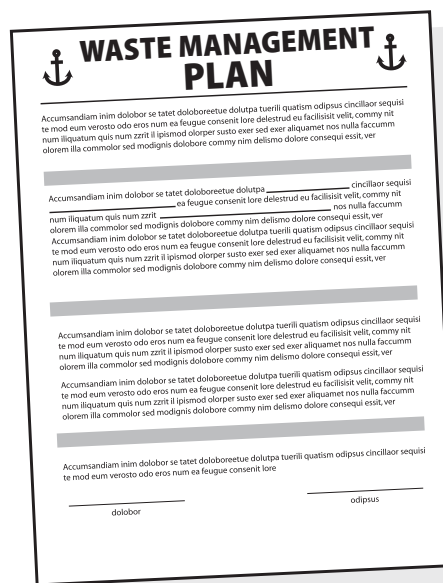 WASTE MANAGEMENT
PLAN
Accumsandiam inim dolobor se tatet doloboreetue dolutpa tuerili quatism odipsus cincillaor sequisi
te mod eum verosto odo eros num ea feugue consenit lore delestrud eu facilisisit velit, commy nit
num iliquatum quis num zzrit il ipismod olorper susto exer sed exer aliquamet nos nulla faccumm
olorem illa commolor sed modignis dolobore commy nim delismo dolore consequi essit, ver
Accumsandiam inim dolobor se tatet doloboreetue dolutpa cincillaor sequisi
ea feugue consenit lore delestrud eu facilisisit velit, commy nit
num iliquatum quis num zzrit nos nulla faccumm
olorem illa commolor sed modignis dolobore commy nim delismo dolore consequi essit, ver
Accumsandiam inim dolobor se tatet doloboreetue dolutpa tuerili quatism odipsus cincillaor sequisi
te mod eum verosto odo eros num ea feugue consenit lore delestrud eu facilisisit velit, commy nit
num iliquatum quis num zzrit il ipismod olorper susto exer sed exer aliquamet nos nulla faccumm
olorem illa commolor sed modignis dolobore commy nim delismo dolore consequi essit, ver
Accumsandiam inim dolobor se tatet doloboreetue dolutpa tuerili quatism odipsus cincillaor sequisi
te mod eum verosto odo eros num ea feugue consenit lore delestrud eu facilisisit velit, commy nit
num iliquatum quis num zzrit il ipismod olorper susto exer sed exer aliquamet nos nulla faccumm
olorem illa commolor sed modignis dolobore commy nim delismo dolore consequi essit, ver
Accumsandiam inim dolobor se tatet doloboreetue dolutpa tuerili quatism odipsus cincillaor sequisi
te mod eum verosto odo eros num ea feugue consenit lore delestrud eu facilisisit velit, commy nit
num iliquatum quis num zzrit il ipismod olorper susto exer sed exer aliquamet nos nulla faccumm
olorem illa commolor sed modignis dolobore commy nim delismo dolore consequi essit, ver
Accumsandiam inim dolobor se tatet doloboreetue dolutpa tuerili quatism odipsus cincillaor sequisi
te mod eum verosto odo eros num ea feugue consenit lore
dolobor odipsus